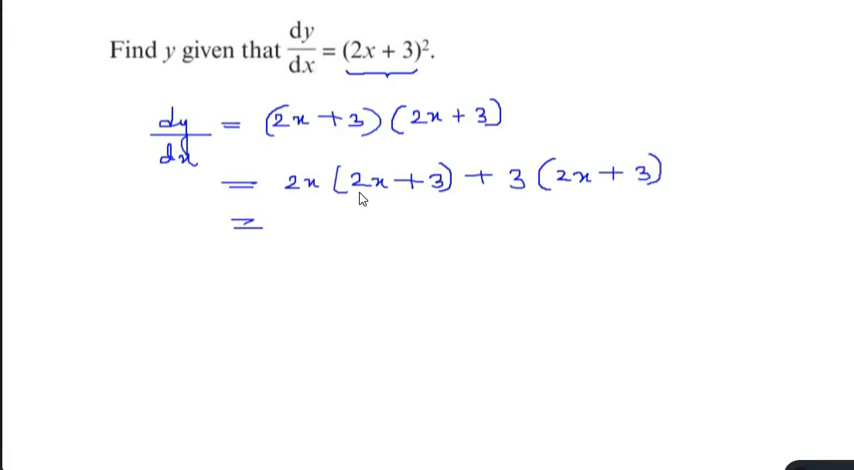 Find y given that dy/dx = (2x + 3)².
dy/dx = (2x + 3) (2x + 3)
= 2x (2x + 3) + 3 (2x + 3)
=